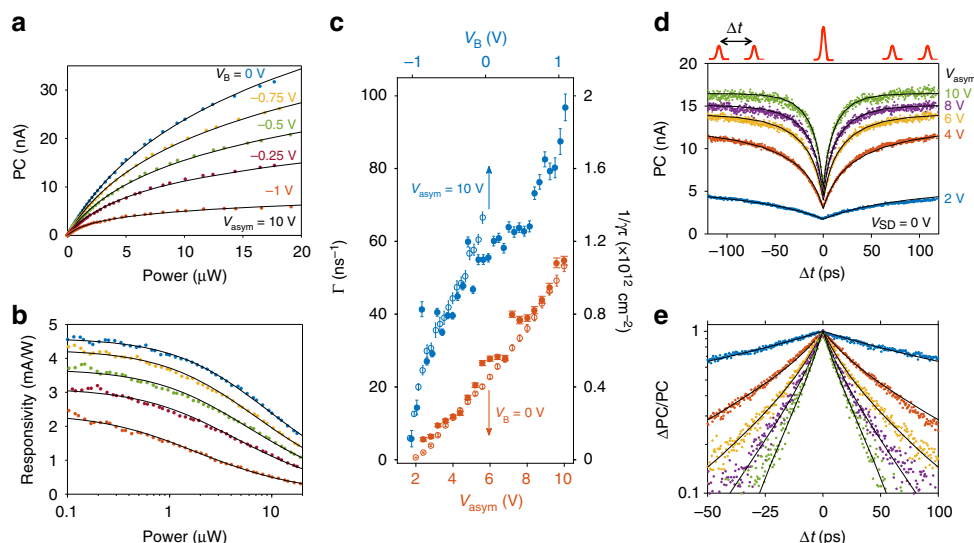 a
PC (nA)
30
20
10
0
0
5
10
15
20
Power (μW)
V_B = 0 V
−0.75 V
−0.5 V
−0.25 V
−1 V
V_asym = 10 V
b
Responsivity (mA/W)
5
4
3
2
1
0
0.1
1
10
Power (μW)
c
V_B (V)
−1
0
1
Γ (ns⁻¹)
100
80
60
40
20
0
V_asym = 10 V
V_B = 0 V
2
1.6
1.2
0.8
0.4
0
1/γτ (×10¹² cm⁻²)
2
4
6
8
10
V_asym (V)
d
Δt
PC (nA)
20
15
10
5
0
V_asym
10 V
8 V
6 V
4 V
2 V
V_SD = 0 V
−100
−50
0
50
100
Δt (ps)
e
ΔPC/PC
1
0.1
−50
−25
0
50
100
Δt (ps)